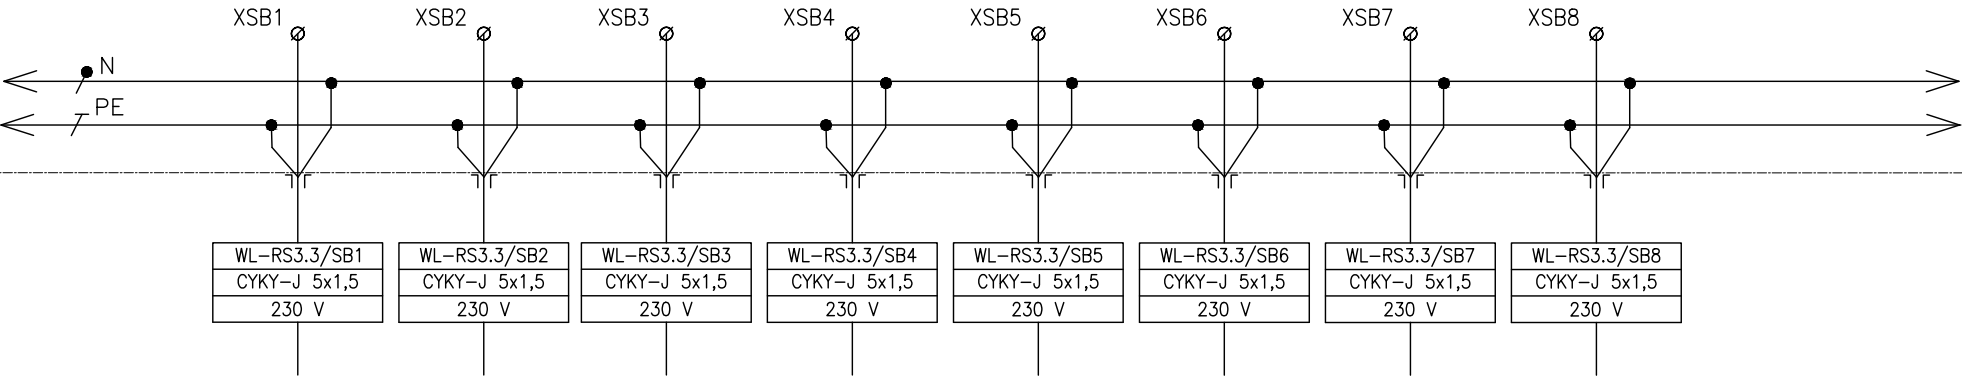 XSB1 XSB2 XSB3 XSB4 XSB5 XSB6 XSB7 XSB8
N
PE
WL-RS3.3/SB1 WL-RS3.3/SB2 WL-RS3.3/SB3 WL-RS3.3/SB4 WL-RS3.3/SB5 WL-RS3.3/SB6 WL-RS3.3/SB7 WL-RS3.3/SB8
CYKY-J 5x1,5 CYKY-J 5x1,5 CYKY-J 5x1,5 CYKY-J 5x1,5 CYKY-J 5x1,5 CYKY-J 5x1,5 CYKY-J 5x1,5 CYKY-J 5x1,5
230 V 230 V 230 V 230 V 230 V 230 V 230 V 230 V